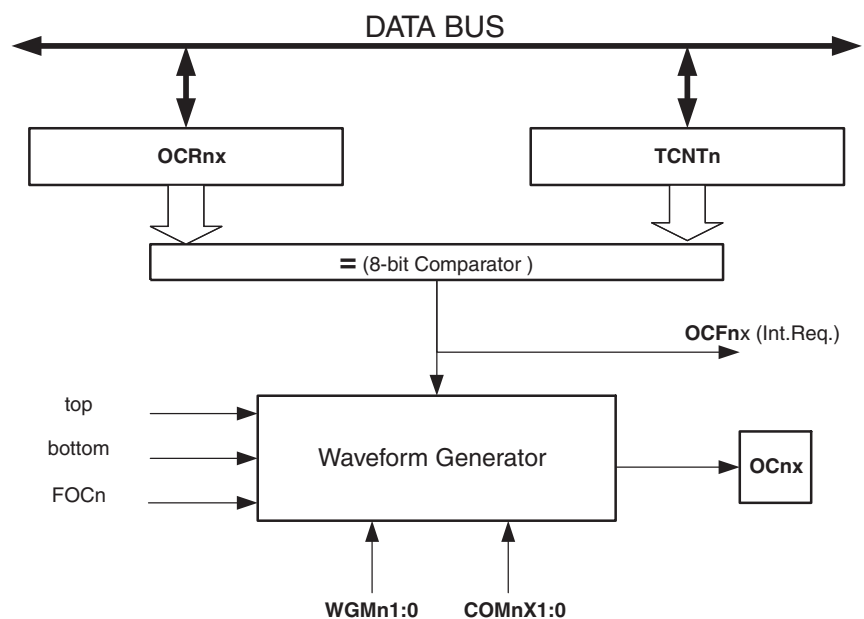 DATA BUS
OCRnx
TCNTn
= (8-bit Comparator )
OCFnx (Int.Req.)
top
bottom
FOCn
Waveform Generator
OCnx
WGMn1:0
COMnX1:0